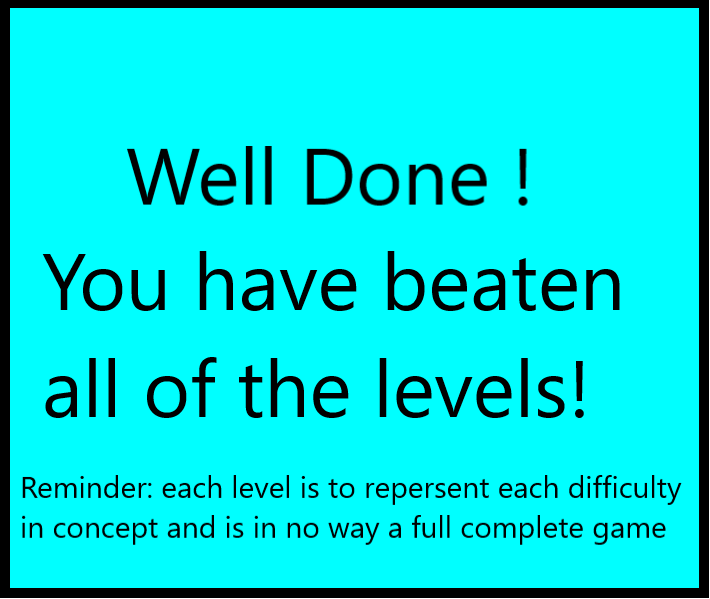 Well Done !
You have beaten
all of the levels!
Reminder: each level is to repersent each difficulty
in concept and is in no way a full complete game